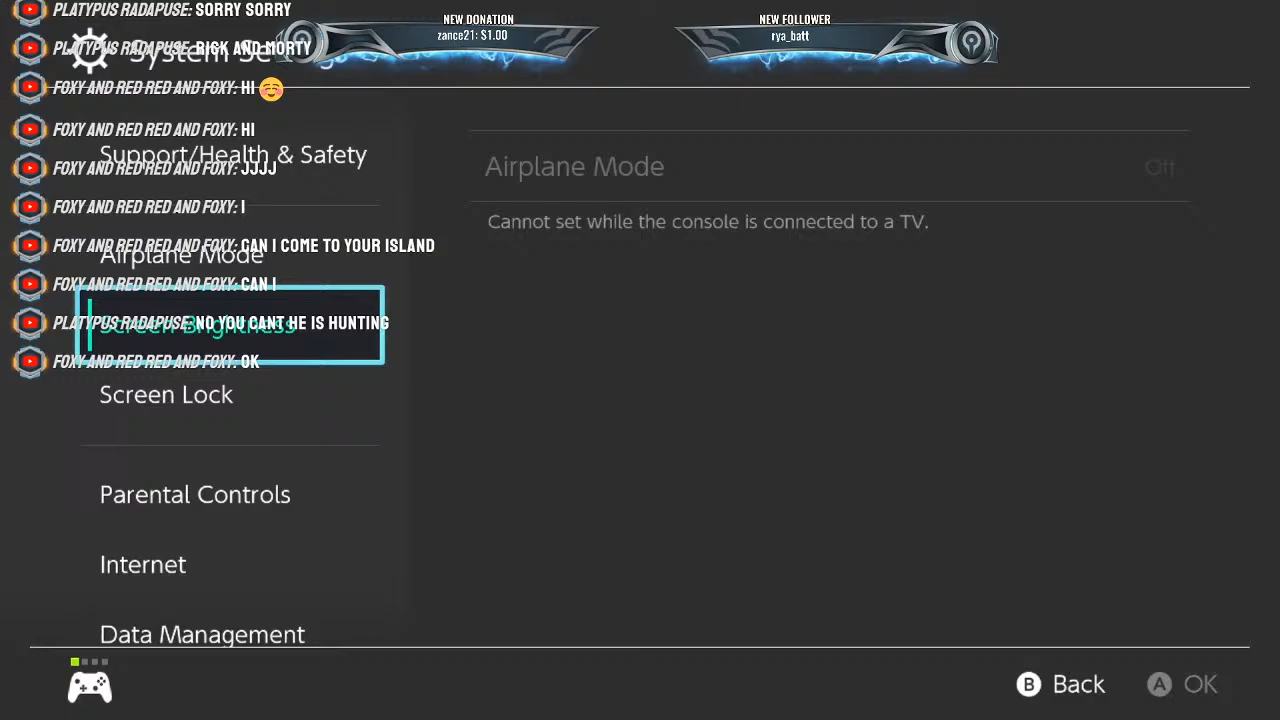 PLATYPUS RADAPUSE: SORRY SORRY
NEW DONATION
zance21: $1.00
NEW FOLLOWER
rya_batt
System Se
PLATYPUS RADAPUSE: RICK AND MORTY
FOXY AND RED RED AND FOXY: HI ☺️
FOXY AND RED RED AND FOXY: HI
Support/Health & Safety
FOXY AND RED RED AND FOXY: JJJJ
FOXY AND RED RED AND FOXY: I
FOXY AND RED RED AND FOXY: CAN I COME TO YOUR ISLAND
Airplane Mode
FOXY AND RED RED AND FOXY: CAN I
PLATYPUS RADAPUSE: NO YOU CANT HE IS HUNTING
Screen Brightness
FOXY AND RED RED AND FOXY: OK
Screen Lock
Parental Controls
Internet
Data Management
Airplane Mode Off
Cannot set while the console is connected to a TV.
B Back
A OK